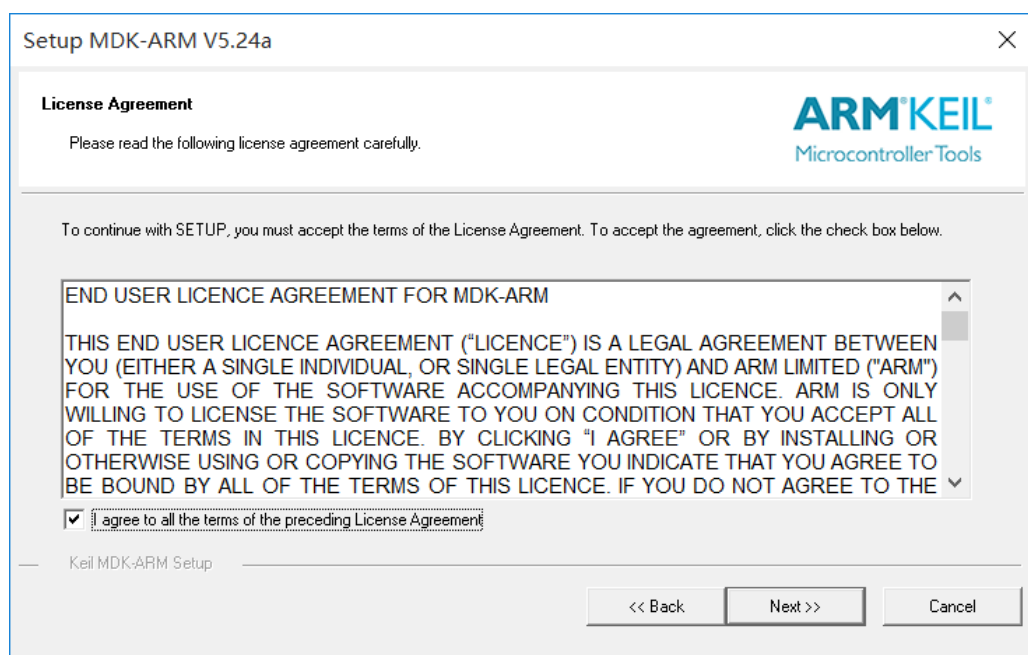 Setup MDK-ARM V5.24a
License Agreement
Please read the following license agreement carefully.
ARM®KEIL®
Microcontroller Tools
To continue with SETUP, you must accept the terms of the License Agreement. To accept the agreement, click the check box below.
END USER LICENCE AGREEMENT FOR MDK-ARM
THIS END USER LICENCE AGREEMENT (“LICENCE”) IS A LEGAL AGREEMENT BETWEEN
YOU (EITHER A SINGLE INDIVIDUAL, OR SINGLE LEGAL ENTITY) AND ARM LIMITED ("ARM")
FOR THE USE OF THE SOFTWARE ACCOMPANYING THIS LICENCE. ARM IS ONLY
WILLING TO LICENSE THE SOFTWARE TO YOU ON CONDITION THAT YOU ACCEPT ALL
OF THE TERMS IN THIS LICENCE. BY CLICKING “I AGREE” OR BY INSTALLING OR
OTHERWISE USING OR COPYING THE SOFTWARE YOU INDICATE THAT YOU AGREE TO
BE BOUND BY ALL OF THE TERMS OF THIS LICENCE. IF YOU DO NOT AGREE TO THE
I agree to all the terms of the preceding License Agreement
Keil MDK-ARM Setup
<< Back
Next >>
Cancel